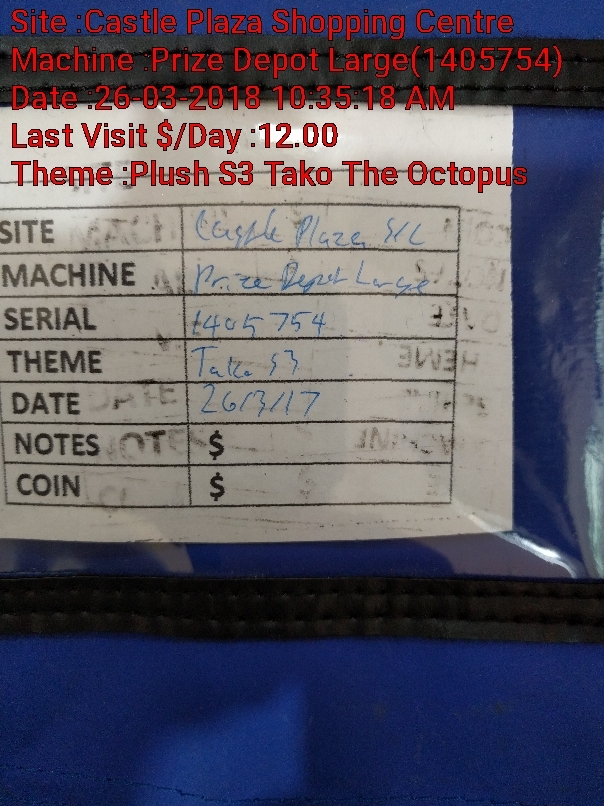 Site :Castle Plaza Shopping Centre
Machine :Prize Depot Large(1405754)
Date :26-03-2018 10:35:18 AM
Last Visit $/Day :12.00
Theme :Plush S3 Tako The Octopus
SITE Castle Plaza S/C
MACHINE Prize Depot Large
SERIAL 1405754
THEME Tako S3
DATE 26/3/17
NOTES $
COIN $